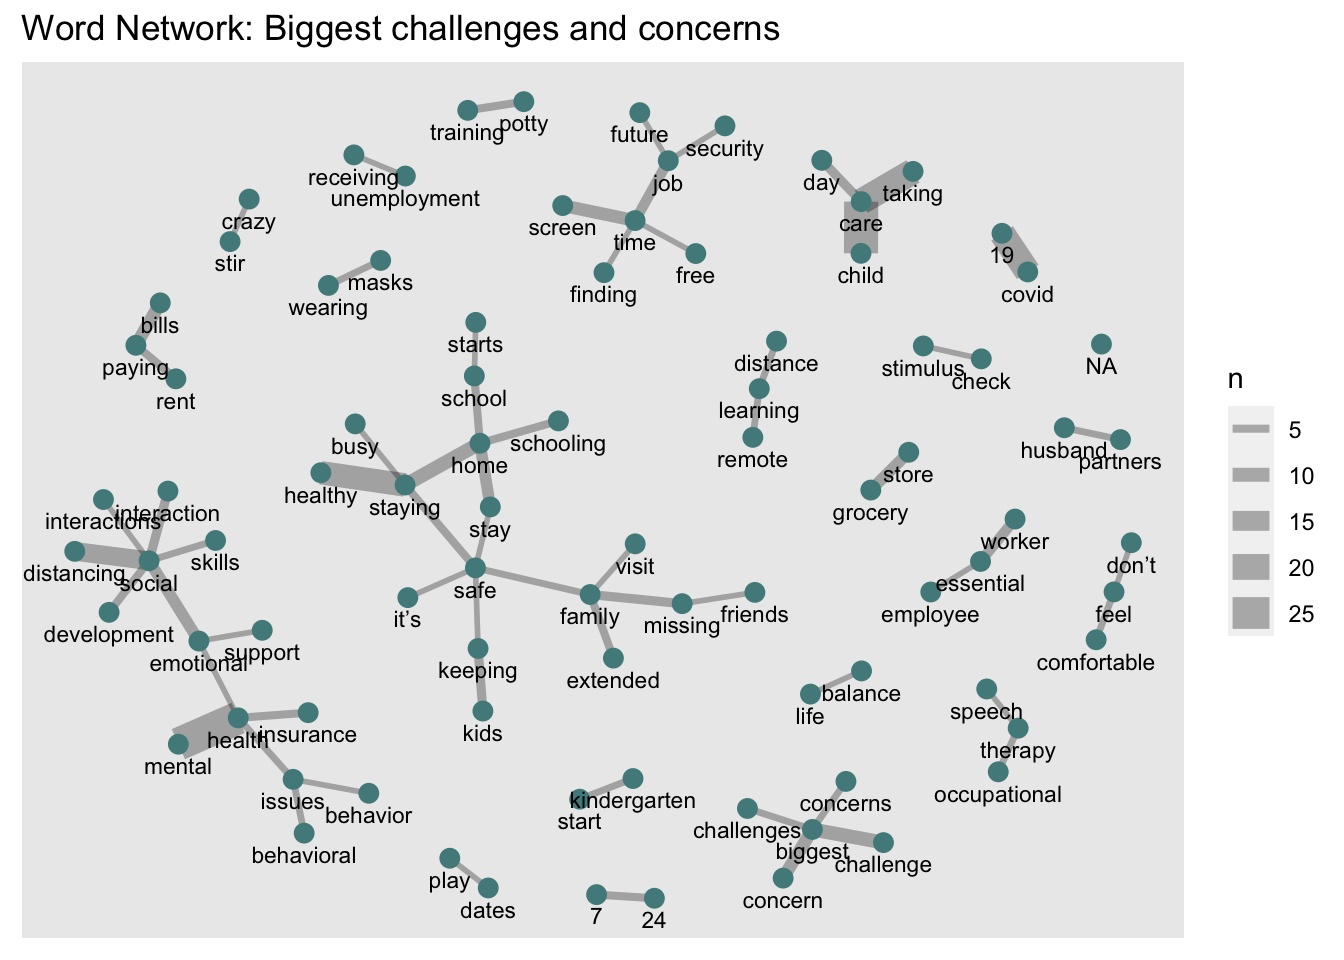 Word Network: Biggest challenges and concerns
training
potty
future
security
job
receiving
unemployment
day
taking
care
child
crazy
stir
screen
time
free
finding
19
covid
masks
wearing
bills
paying
rent
starts
school
schooling
home
busy
healthy
staying
stay
distance
learning
remote
stimulus
check
NA
husband
partners
store
grocery
interactions
interaction
distancing
social
skills
development
emotional
support
safe
it's
visit
family
missing
friends
extended
keeping
kids
worker
essential
employee
don't
feel
comfortable
balance
life
speech
therapy
occupational
health
insurance
mental
issues
behavior
behavioral
kindergarten
start
concerns
challenges
biggest
challenge
concern
play
dates
7
24
n
5
10
15
20
25